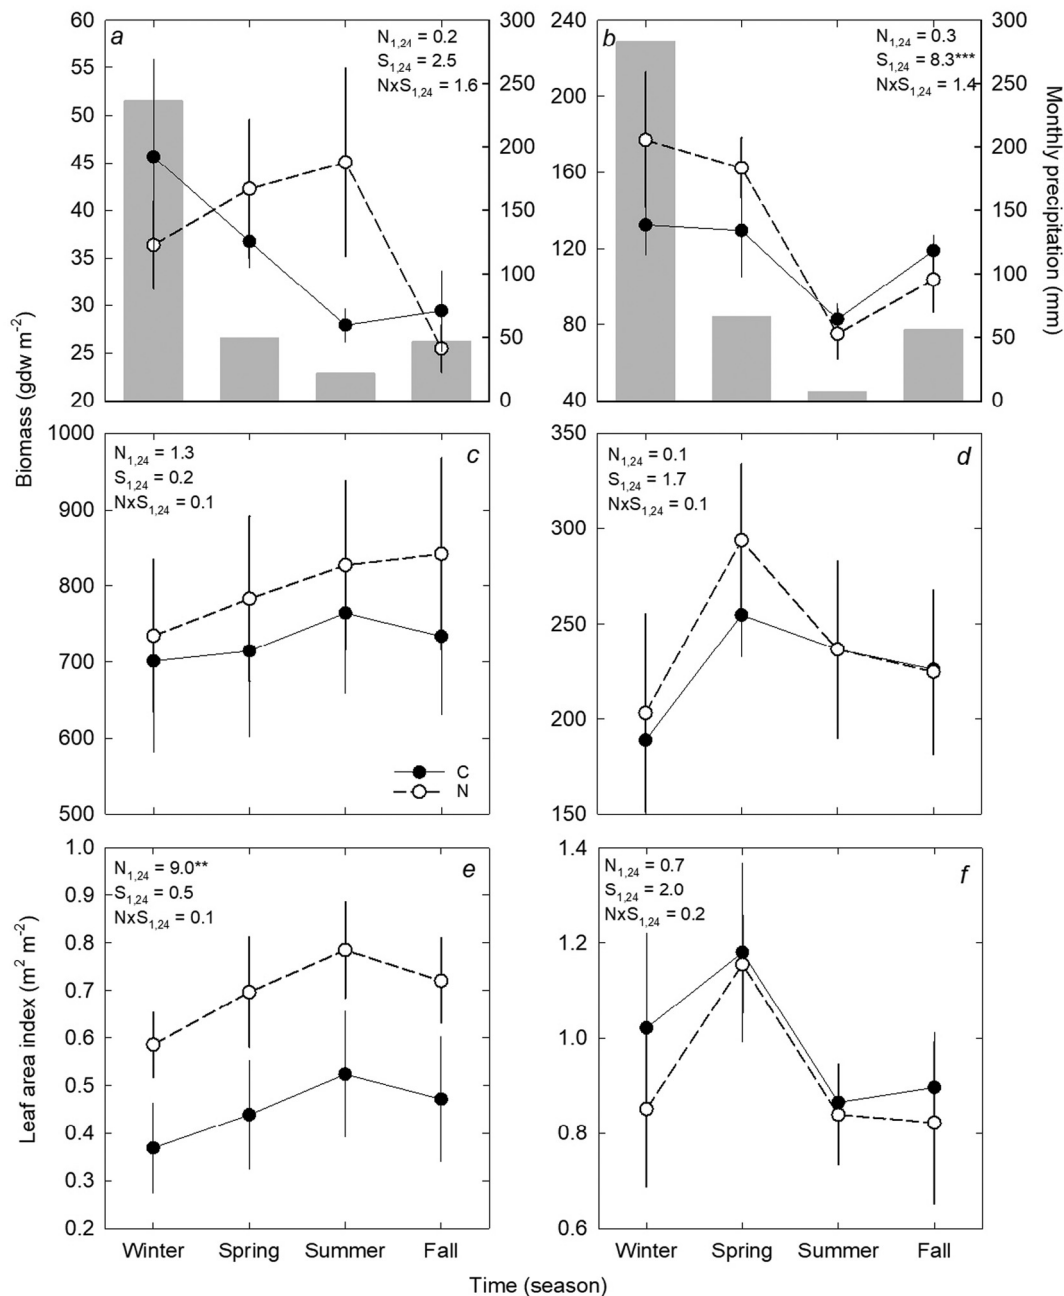 a
N1,24 = 0.2
S1,24 = 2.5
NxS1,24 = 1.6
60
55
50
45
40
35
30
25
20
300
250
200
150
100
50
0
b
N1,24 = 0.3
S1,24 = 8.3***
NxS1,24 = 1.4
240
200
160
120
80
40
300
250
200
150
100
50
0
Monthly precipitation (mm)
Biomass (gdw m-2)
c
N1,24 = 1.3
S1,24 = 0.2
NxS1,24 = 0.1
1000
900
800
700
600
500
C
N
d
N1,24 = 0.1
S1,24 = 1.7
NxS1,24 = 0.1
350
300
250
200
150
Leaf area index (m2 m-2)
e
N1,24 = 9.0**
S1,24 = 0.5
NxS1,24 = 0.1
1.0
0.9
0.8
0.7
0.6
0.5
0.4
0.3
0.2
f
N1,24 = 0.7
S1,24 = 2.0
NxS1,24 = 0.2
1.4
1.2
1.0
0.8
0.6
Winter Spring Summer Fall
Winter Spring Summer Fall
Time (season)